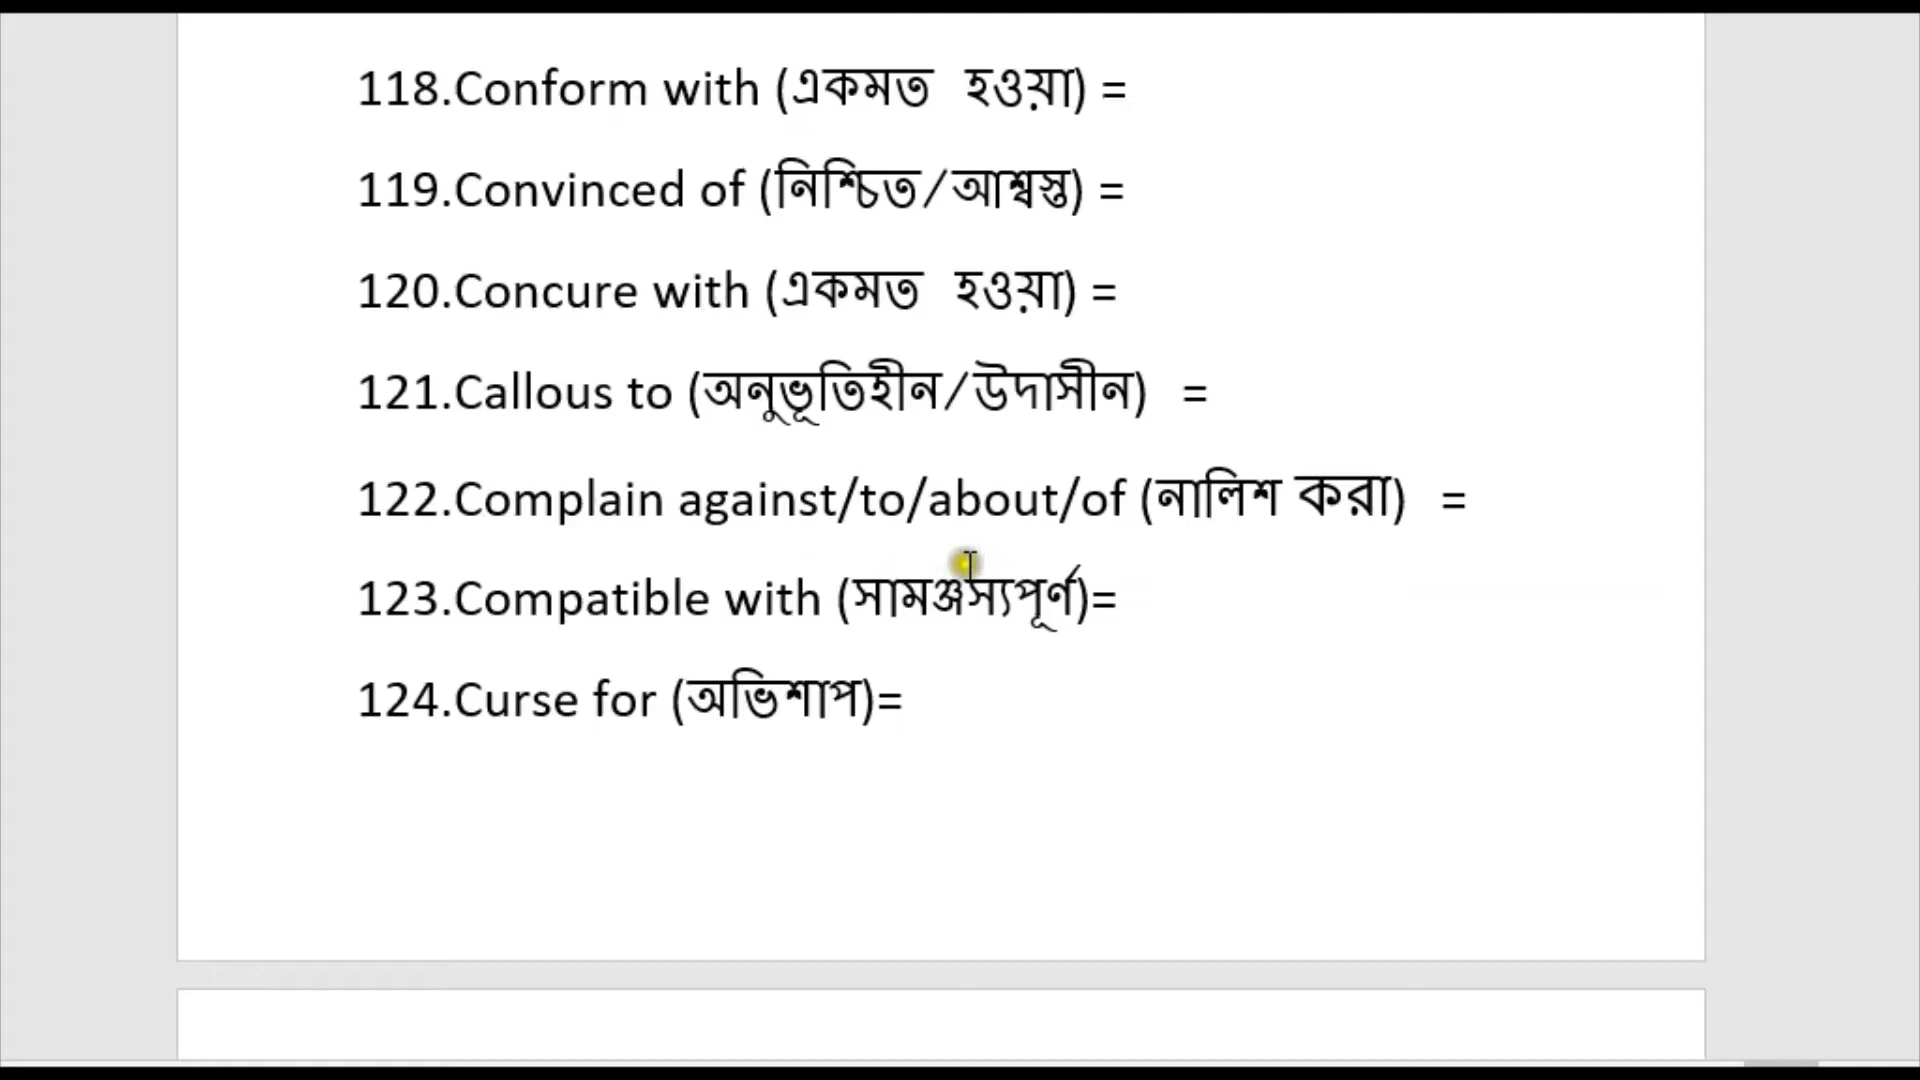 118.Conform with (একমত হওয়া) =
119.Convinced of (নিশ্চিত/আশ্বস্ত) =
120.Concure with (একমত হওয়া) =
121.Callous to (অনুভূতিহীন/উদাসীন) =
122.Complain against/to/about/of (নালিশ করা) =
123.Compatible with (সামঞ্জস্যপূর্ণ)=
124.Curse for (অভিশাপ)=